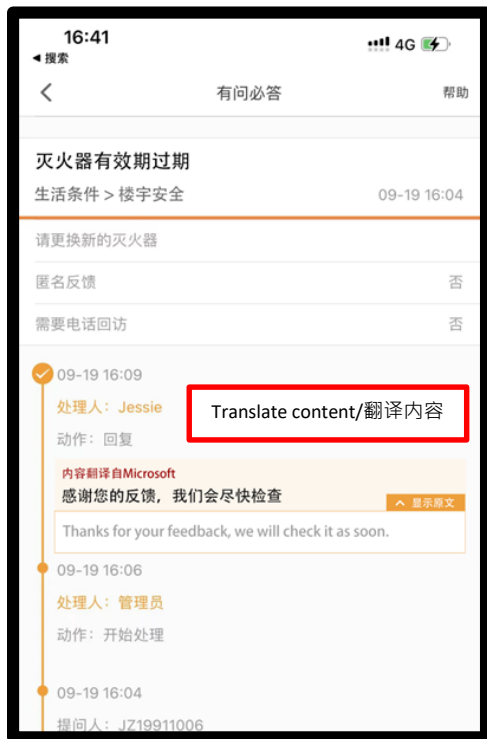 16:41
4G
◀ 搜索
有问必答
帮助
灭火器有效期过期
生活条件 > 楼宇安全
09-19 16:04
请更换新的灭火器
匿名反馈
否
需要电话回访
否
09-19 16:09
处理人：Jessie
Translate content/翻译内容
动作：回复
内容翻译自Microsoft
感谢您的反馈，我们会尽快检查
显示原文
Thanks for your feedback, we will check it as soon.
09-19 16:06
处理人：管理员
动作：开始处理
09-19 16:04
提问人：JZ19911006